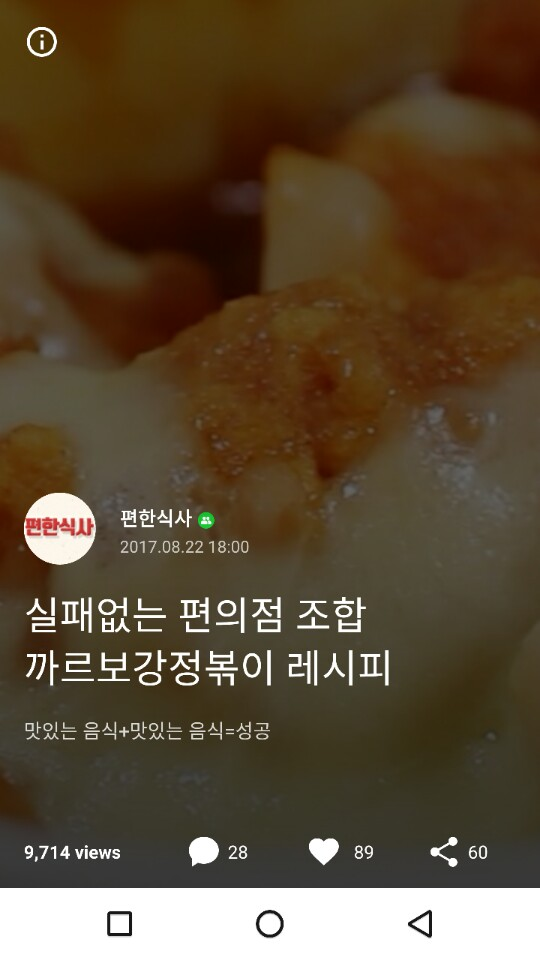 편한식사
편한식사
2017.08.22 18:00
실패없는 편의점 조합
까르보강정볶이 레시피
맛있는 음식+맛있는 음식=성공
9,714 views 28 89 60